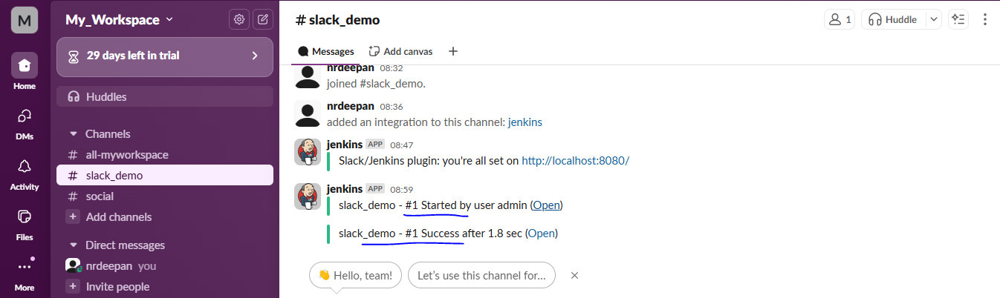 M
Home
DMs
Activity
Files
More
My_Workspace
29 days left in trial
Huddles
Channels
# all-myworkspace
# slack_demo
# social
+ Add channels
Direct messages
nrdeepan you
+ Invite people
# slack_demo
1
Huddle
Messages
Add canvas
+
nrdeepan 08:32
joined #slack_demo.
nrdeepan 08:36
added an integration to this channel: jenkins
jenkins APP 08:47
Slack/Jenkins plugin: you're all set on http://localhost:8080/
jenkins APP 08:59
slack_demo - #1 Started by user admin (Open)
slack_demo - #1 Success after 1.8 sec (Open)
👋 Hello, team!
Let's use this channel for...